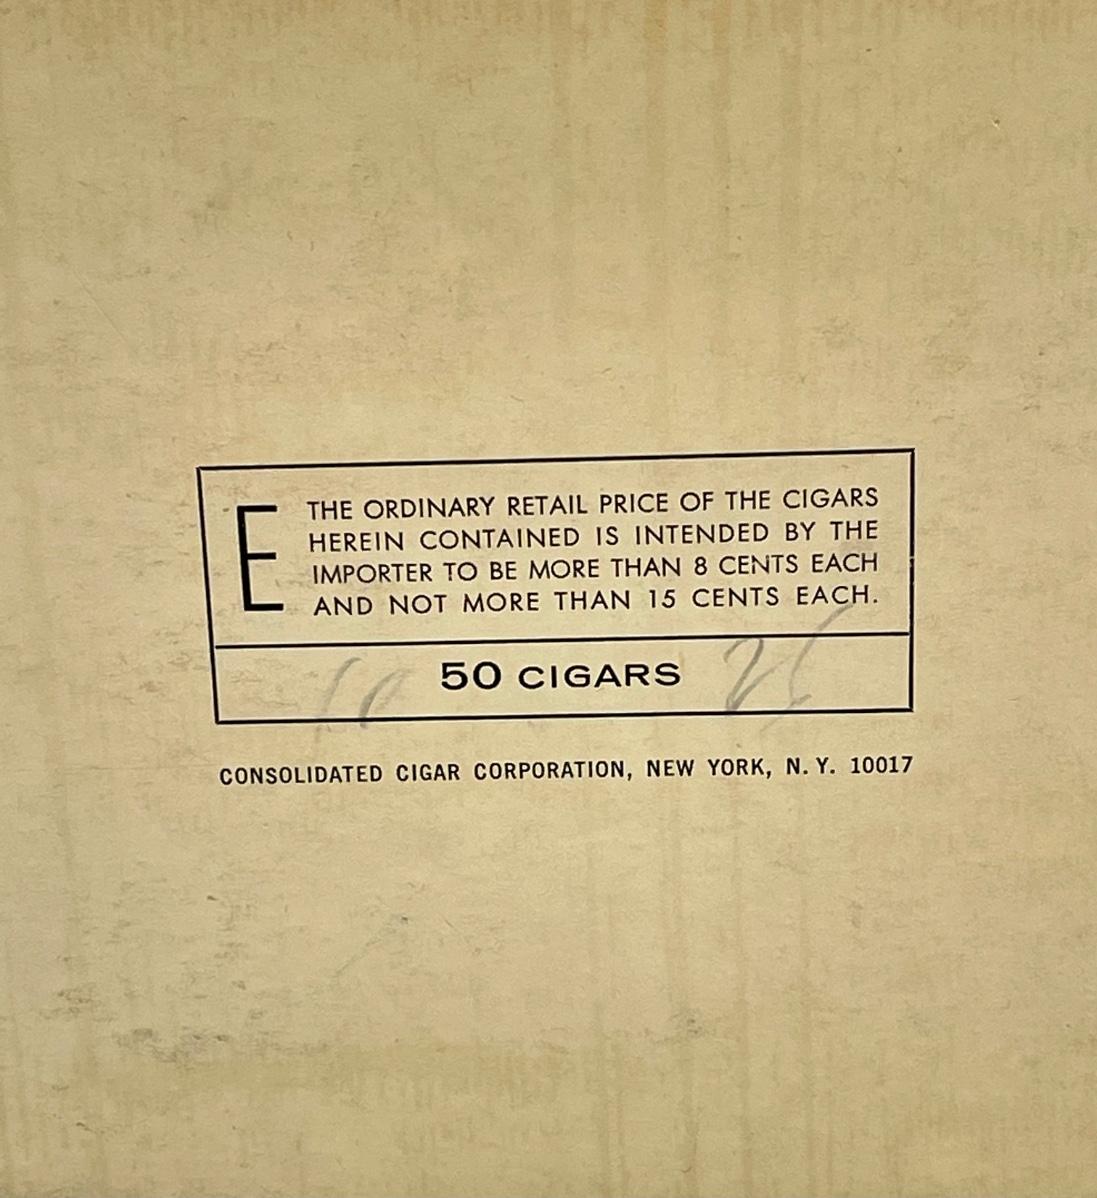 E
THE ORDINARY RETAIL PRICE OF THE CIGARS
HEREIN CONTAINED IS INTENDED BY THE
IMPORTER TO BE MORE THAN 8 CENTS EACH
AND NOT MORE THAN 15 CENTS EACH.
50 CIGARS
CONSOLIDATED CIGAR CORPORATION, NEW YORK, N. Y. 10017